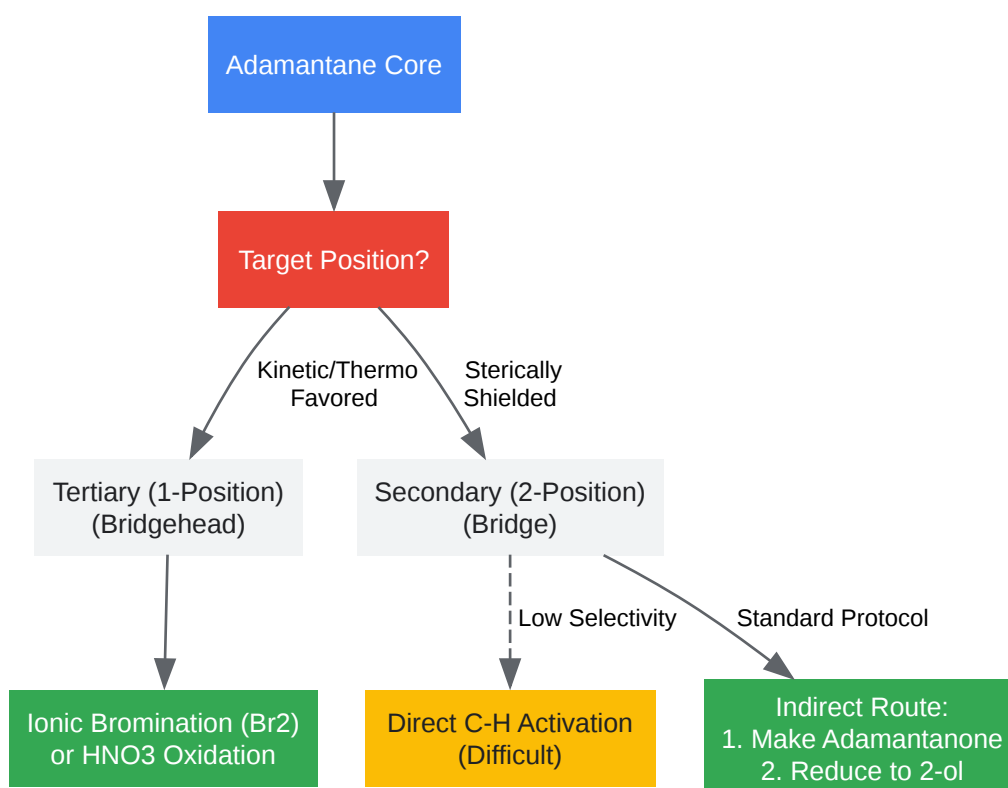 Adamantane Core
Target Position?
Kinetic/Thermo
Favored
Sterically
Shielded
Tertiary (1-Position)
(Bridgehead)
Secondary (2-Position)
(Bridge)
Low Selectivity
Standard Protocol
Ionic Bromination (Br2)
or HNO3 Oxidation
Direct C-H Activation
(Difficult)
Indirect Route:
1. Make Adamantanone
2. Reduce to 2-ol